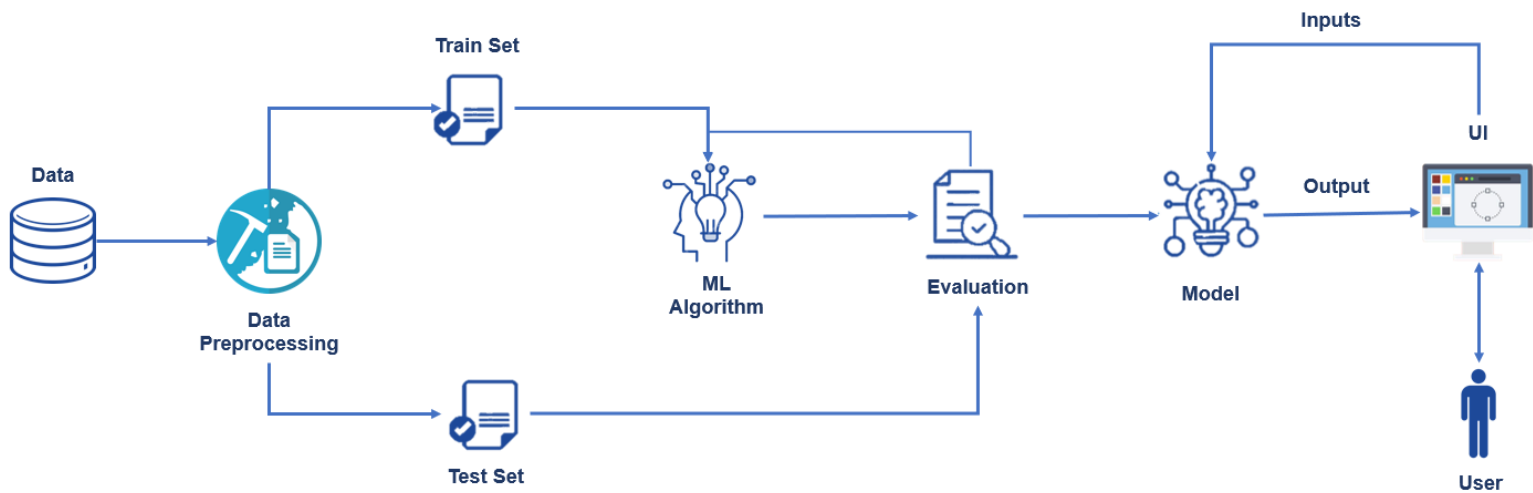 Inputs
Train Set
UI
Data
Output
ML
Algorithm
Evaluation
Model
Data
Preprocessing
Test Set
User